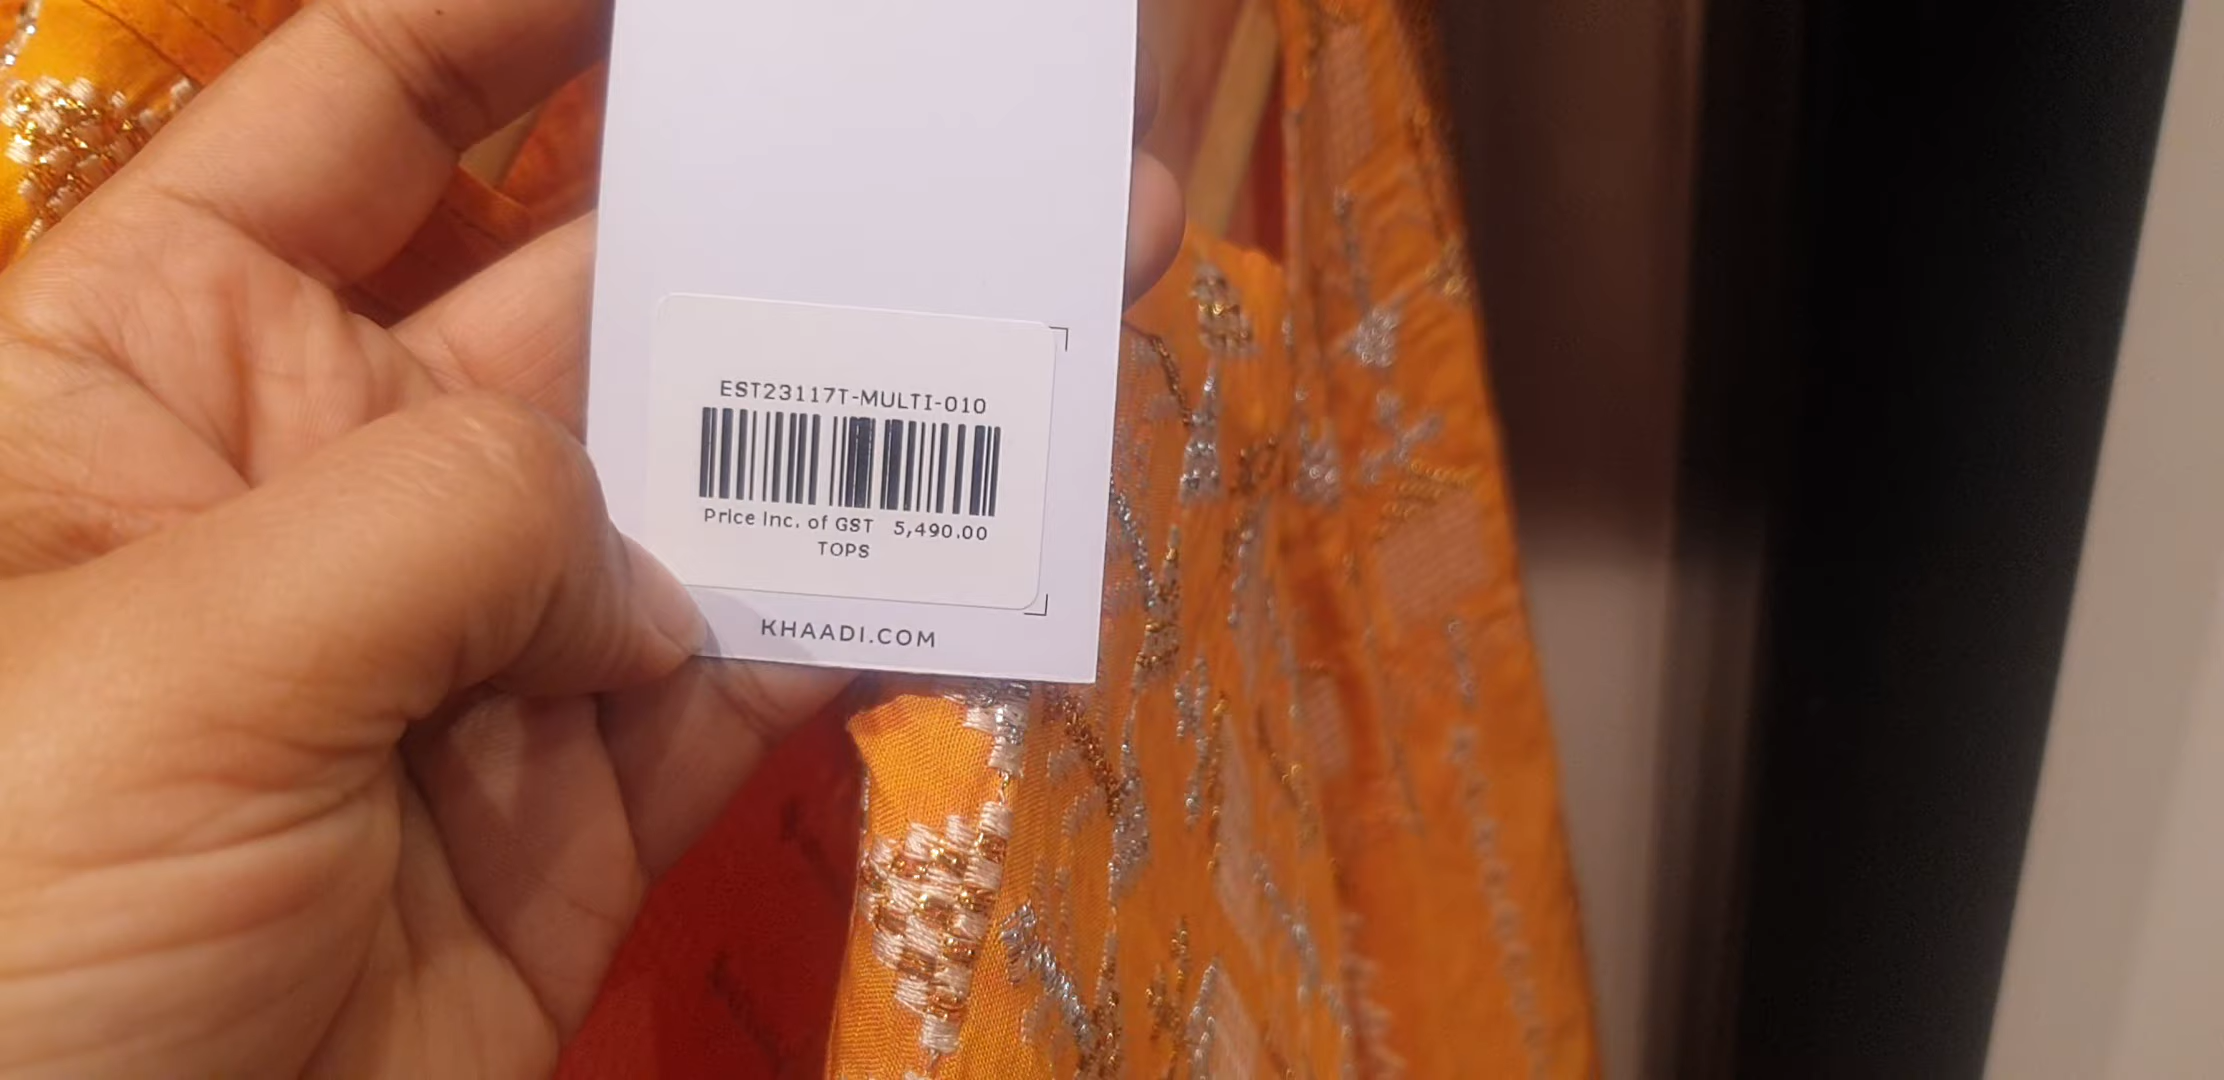 EST23117T-MULTI-010
Price Inc. of GST 5,490.00
TOPS
KHAADI.COM